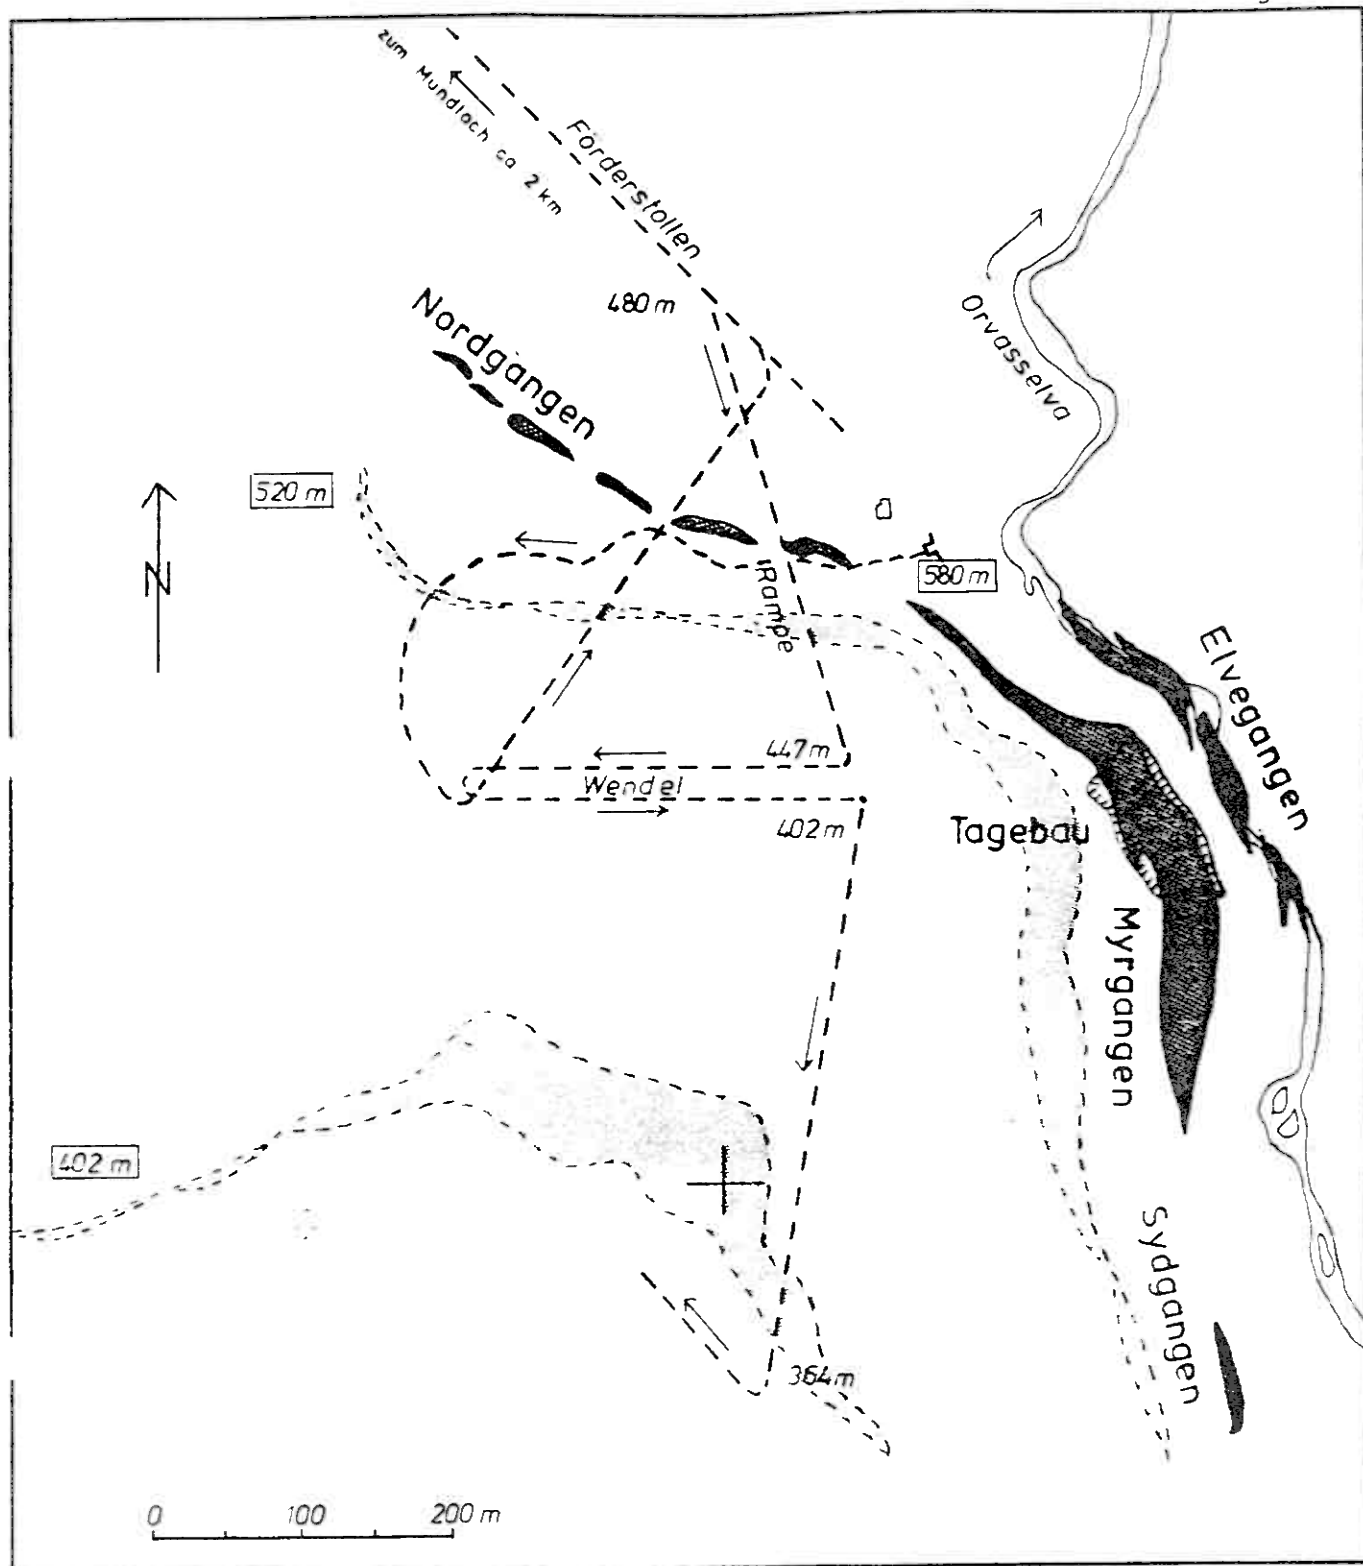 zum Mundlach ca 2 km
Förderstollen
480 m
Orvasselva
Nordgangen
520 m
N
580 m
Rampe
Elvegangen
447 m
Wendel
402 m
Tagebau
Myrgangen
402 m
Sydgangen
364 m
0 100 200 m